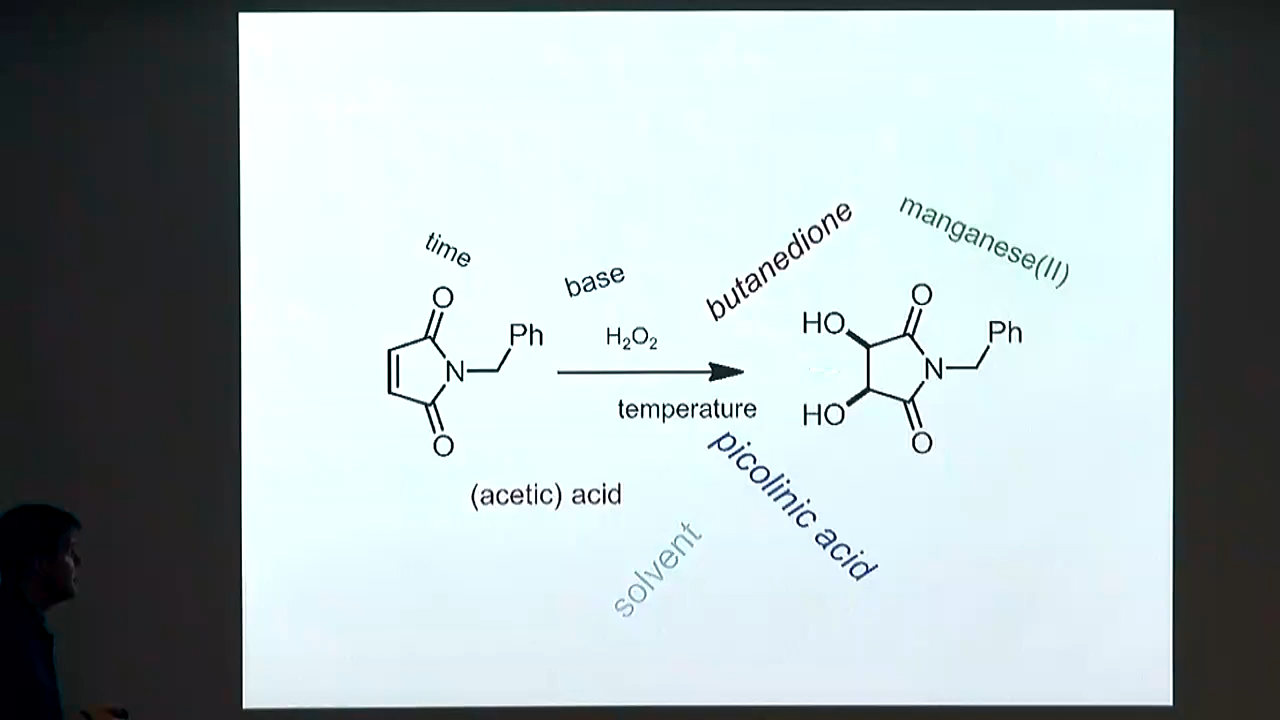 time
base
butanedione
manganese(II)
O
Ph
N
O
H₂O₂
temperature
HO
HO
O
Ph
N
O
(acetic) acid
picolinic acid
solvent